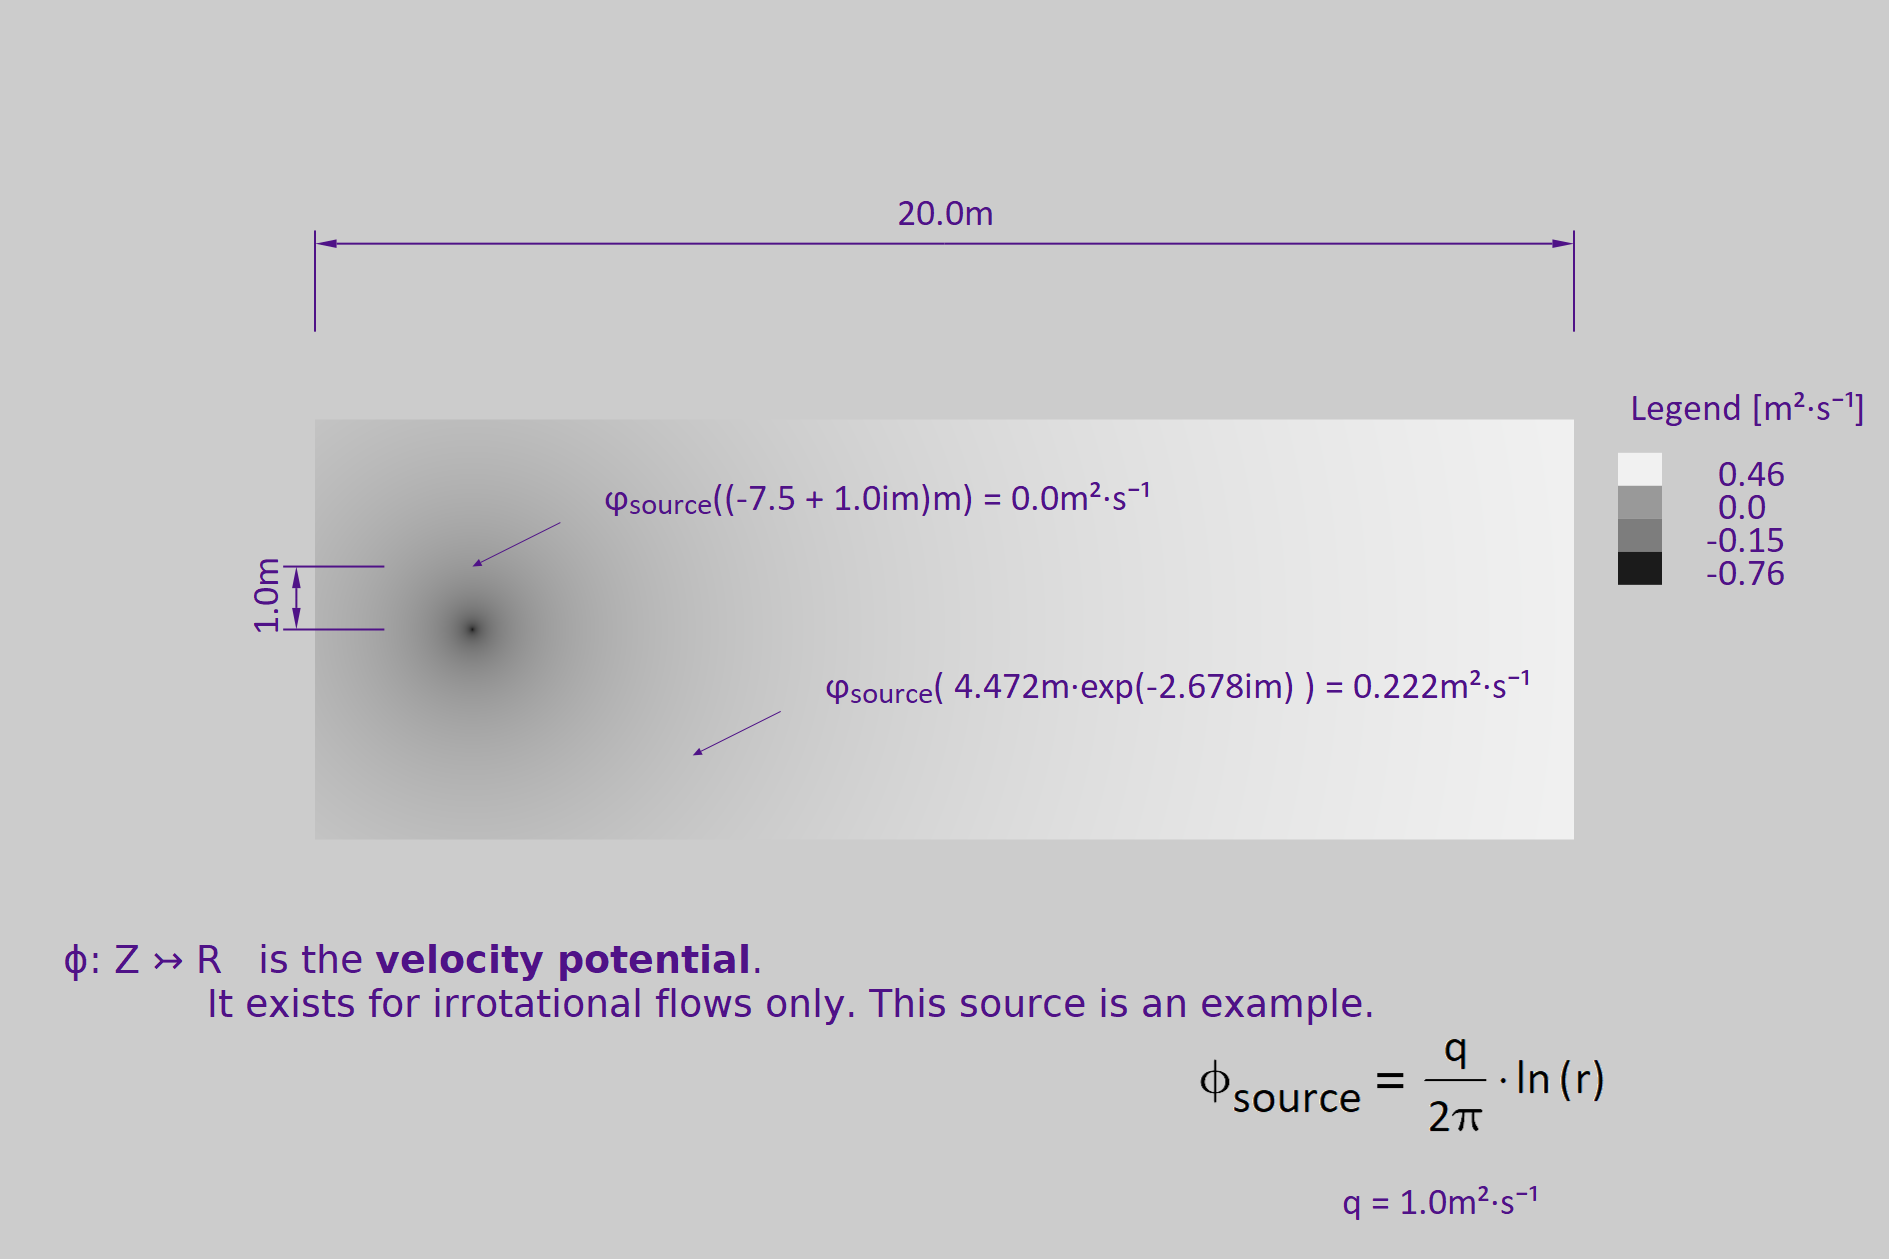 20.0m
Legend [m²·s⁻¹]
0.46
0.0
-0.15
-0.76
φsource((-7.5 + 1.0im)m) = 0.0m²·s⁻¹
1.0m
φsource( 4.472m·exp(-2.678im) ) = 0.222m²·s⁻¹
ϕ: Z ↣ R is the velocity potential.
It exists for irrotational flows only. This source is an example.
ϕsource = q/2π · ln(r)
q = 1.0m²·s⁻¹